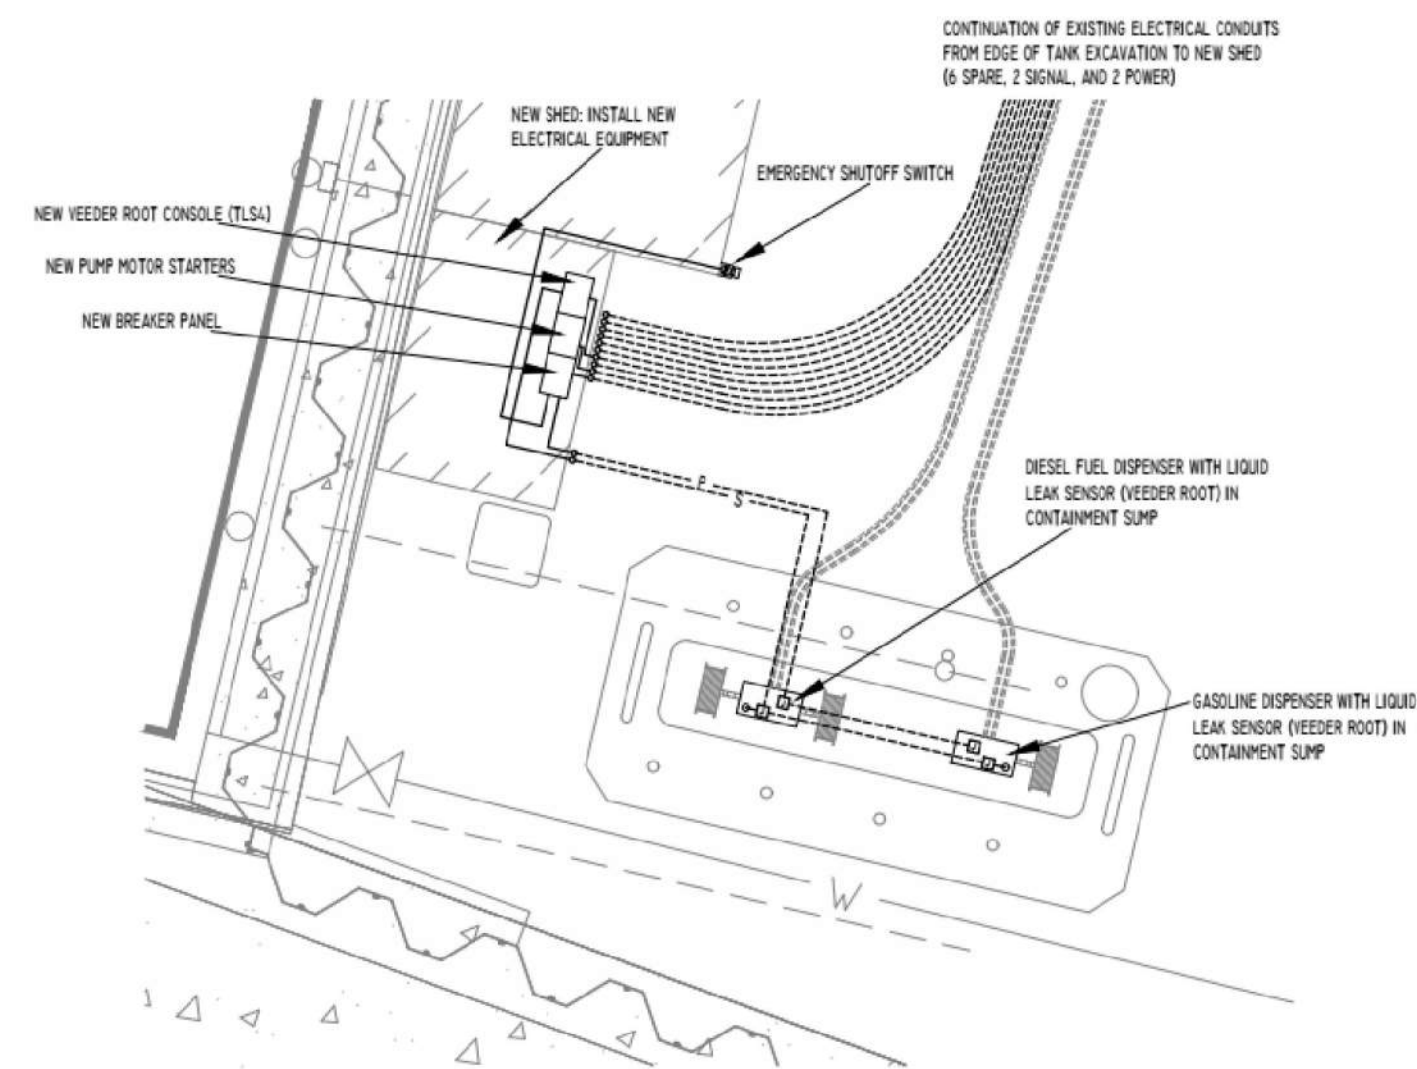 CONTINUATION OF EXISTING ELECTRICAL CONDUITS
FROM EDGE OF TANK EXCAVATION TO NEW SHED
(6 SPARE, 2 SIGNAL, AND 2 POWER)
NEW SHED: INSTALL NEW
ELECTRICAL EQUIPMENT
EMERGENCY SHUTOFF SWITCH
NEW VEEDER ROOT CONSOLE (TLS4)
NEW PUMP MOTOR STARTERS
NEW BREAKER PANEL
DIESEL FUEL DISPENSER WITH LIQUID
LEAK SENSOR (VEEDER ROOT) IN
CONTAINMENT SUMP
P
S
GASOLINE DISPENSER WITH LIQUID
LEAK SENSOR (VEEDER ROOT) IN
CONTAINMENT SUMP
W